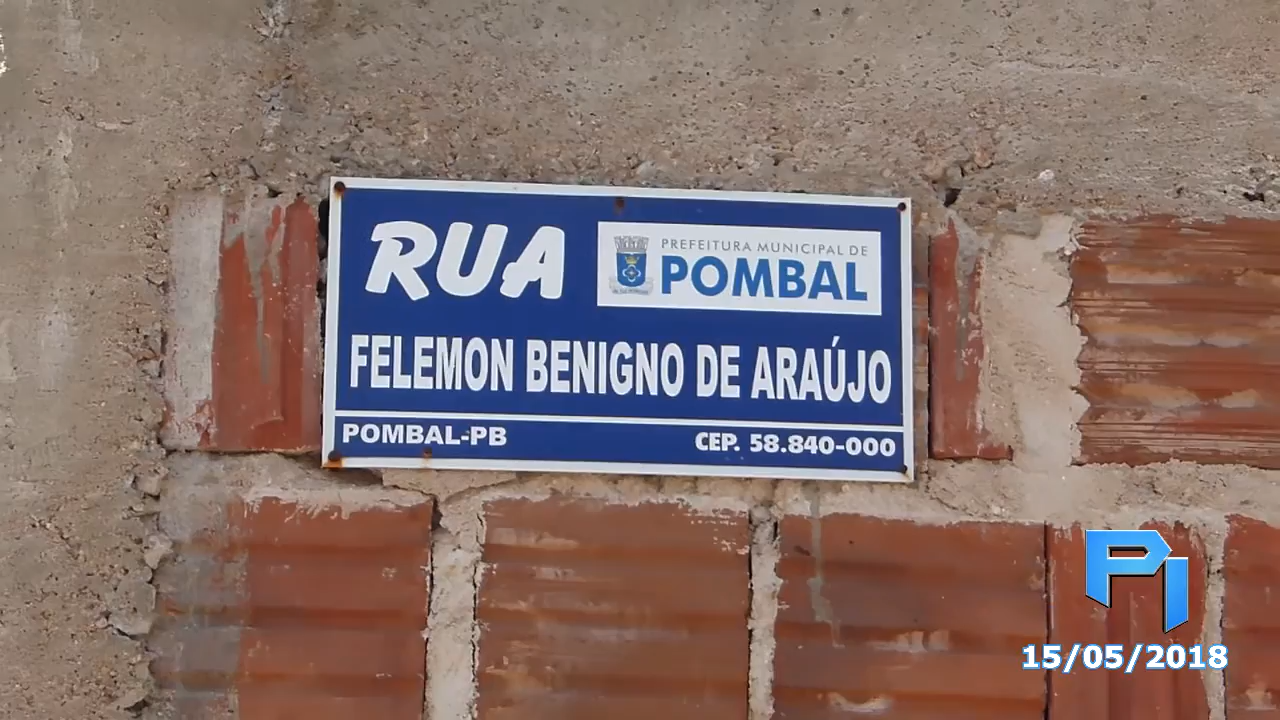 RUA
PREFEITURA MUNICIPAL DE
POMBAL
FELEMON BENIGNO DE ARAÚJO
POMBAL-PB
CEP. 58.840-000
PI
15/05/2018